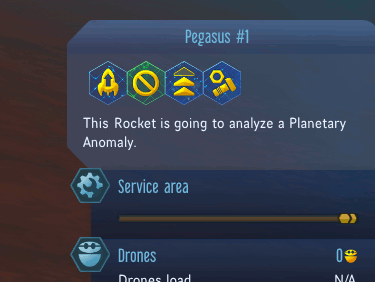 Pegasus #1
This Rocket is going to analyze a Planetary
Anomaly.
Service area
Drones 0
Drones load N/A